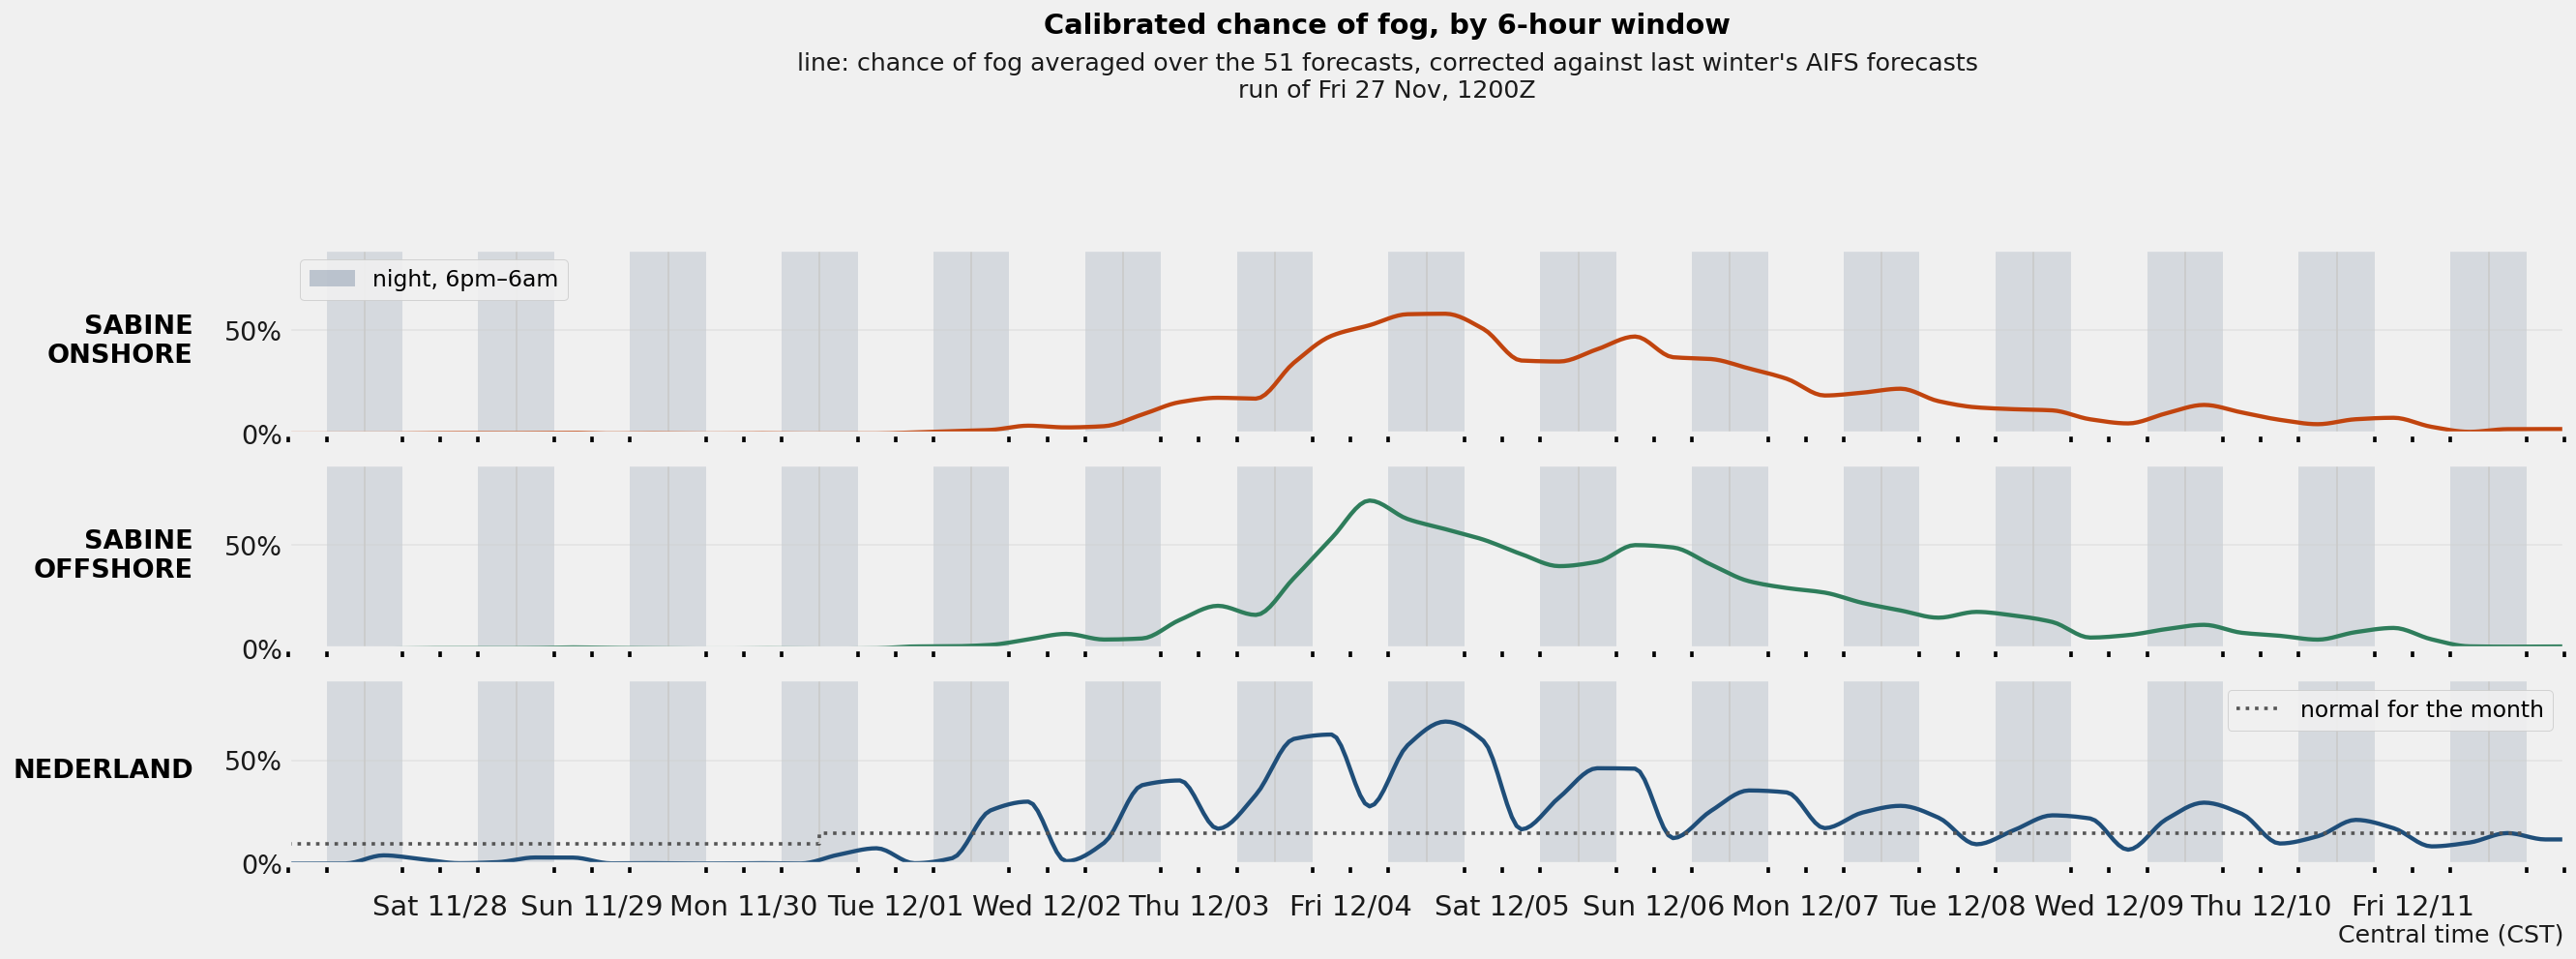 Calibrated chance of fog, by 6-hour window
line: chance of fog averaged over the 51 forecasts, corrected against last winter's AIFS forecasts
run of Fri 27 Nov, 1200Z
night, 6pm–6am
SABINE
ONSHORE
50%
0%
SABINE
OFFSHORE
50%
0%
normal for the month
NEDERLAND
50%
0%
Sat 11/28 Sun 11/29 Mon 11/30 Tue 12/01 Wed 12/02 Thu 12/03 Fri 12/04 Sat 12/05 Sun 12/06 Mon 12/07 Tue 12/08 Wed 12/09 Thu 12/10 Fri 12/11
Central time (CST)